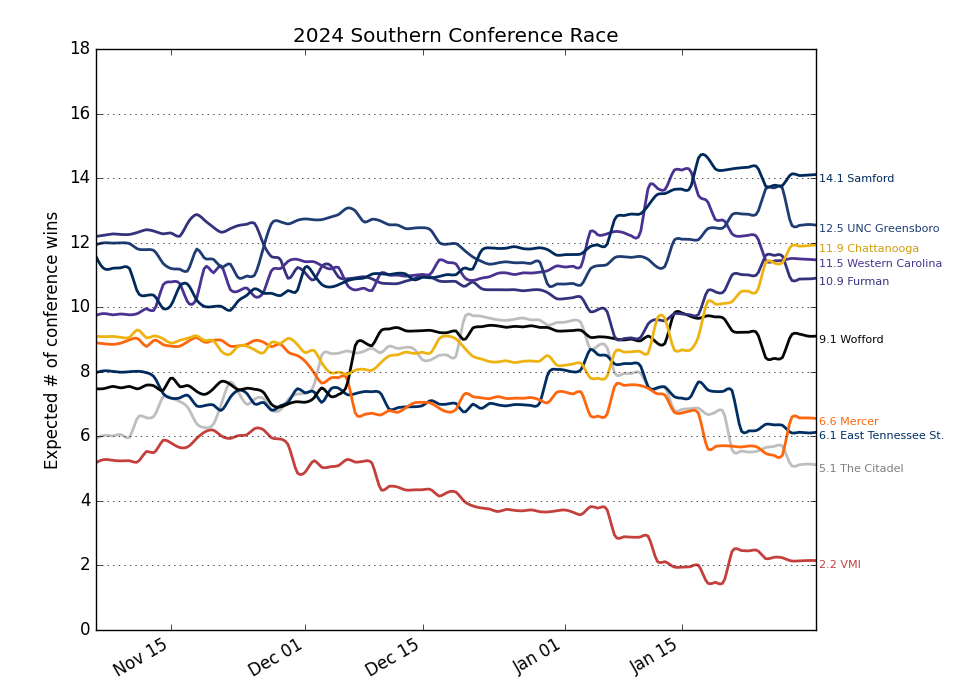 2024 Southern Conference Race
Expected # of conference wins
18
16
14
12
10
8
6
4
2
0
Nov 15
Dec 01
Dec 15
Jan 01
Jan 15
14.1 Samford
12.5 UNC Greensboro
11.9 Chattanooga
11.5 Western Carolina
10.9 Furman
9.1 Wofford
6.6 Mercer
6.1 East Tennessee St.
5.1 The Citadel
2.2 VMI